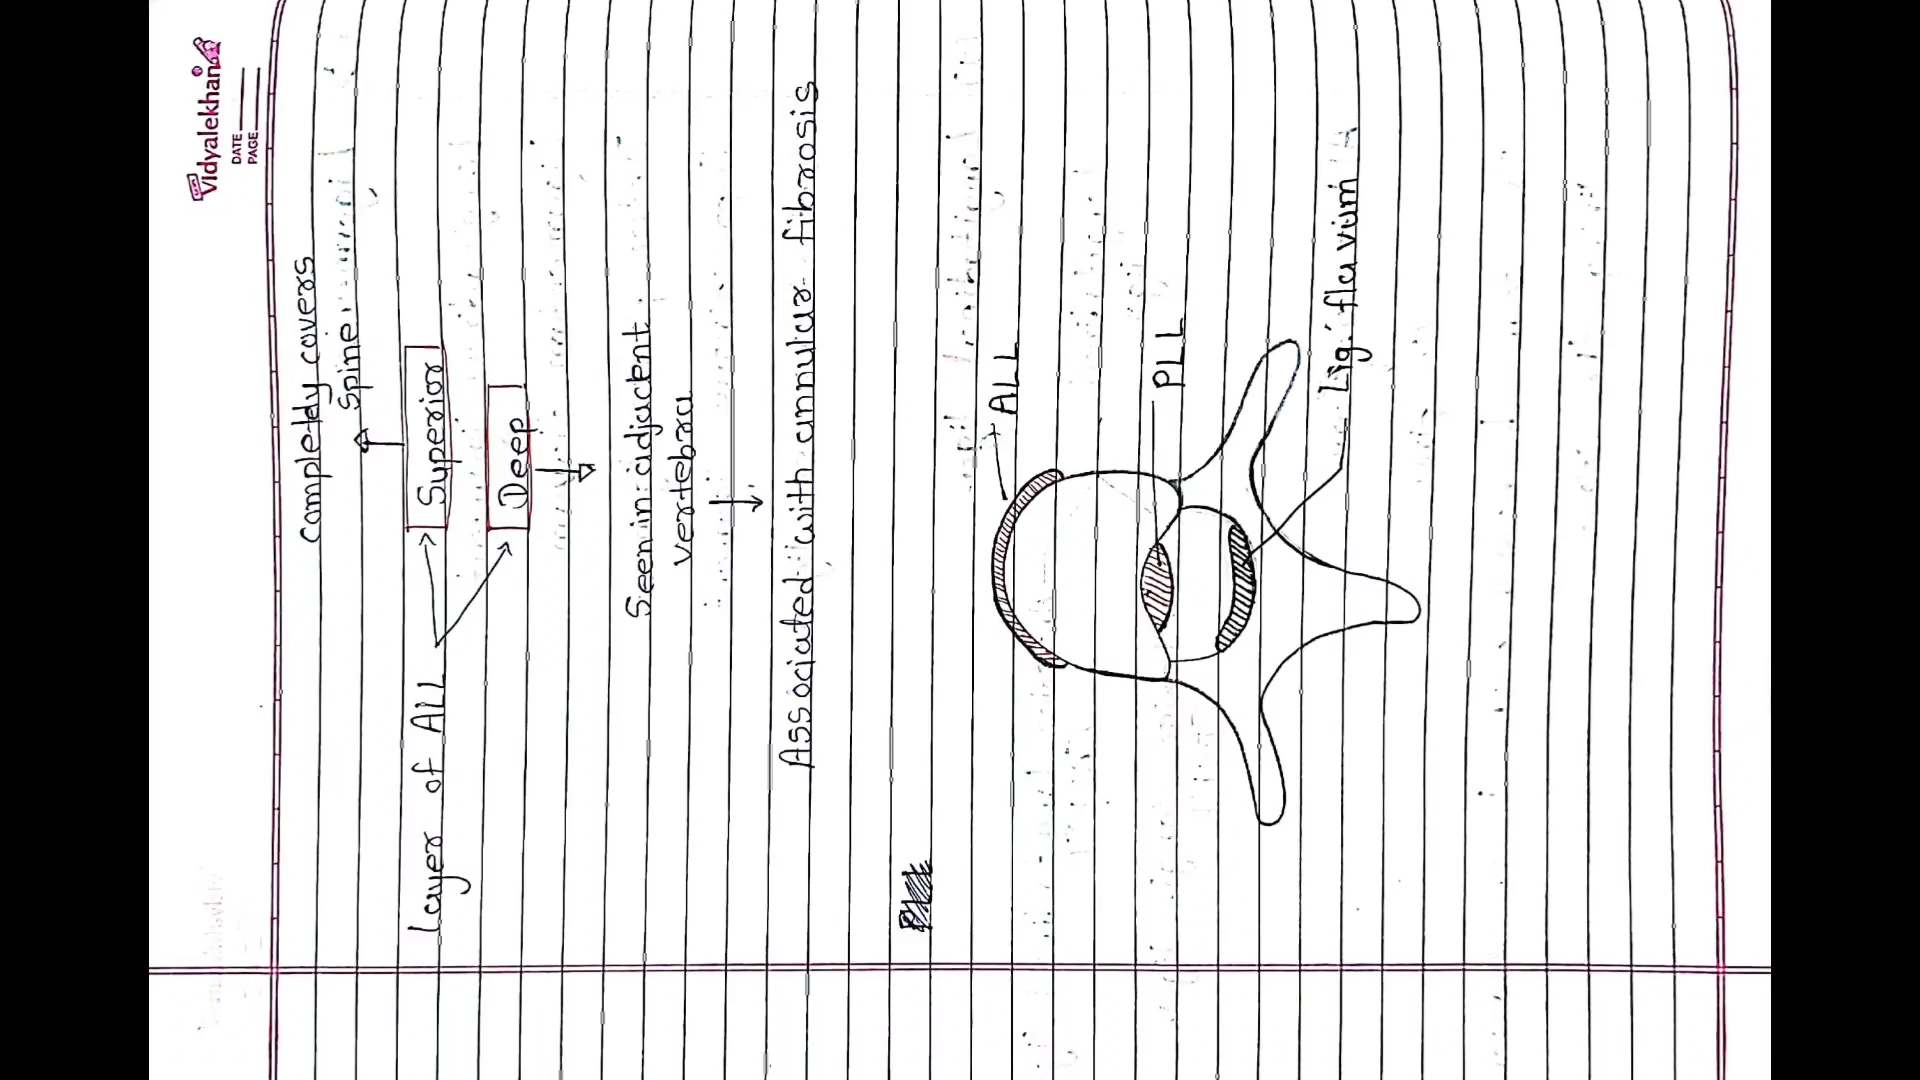 Vidyalekhan
DATE
PAGE
completely covers
spine
Layer of ALL
Superior
Deep
Seen in adjacent
vertebra
Associated with annular fibrosis
ALL
PLL
Lig. flavum